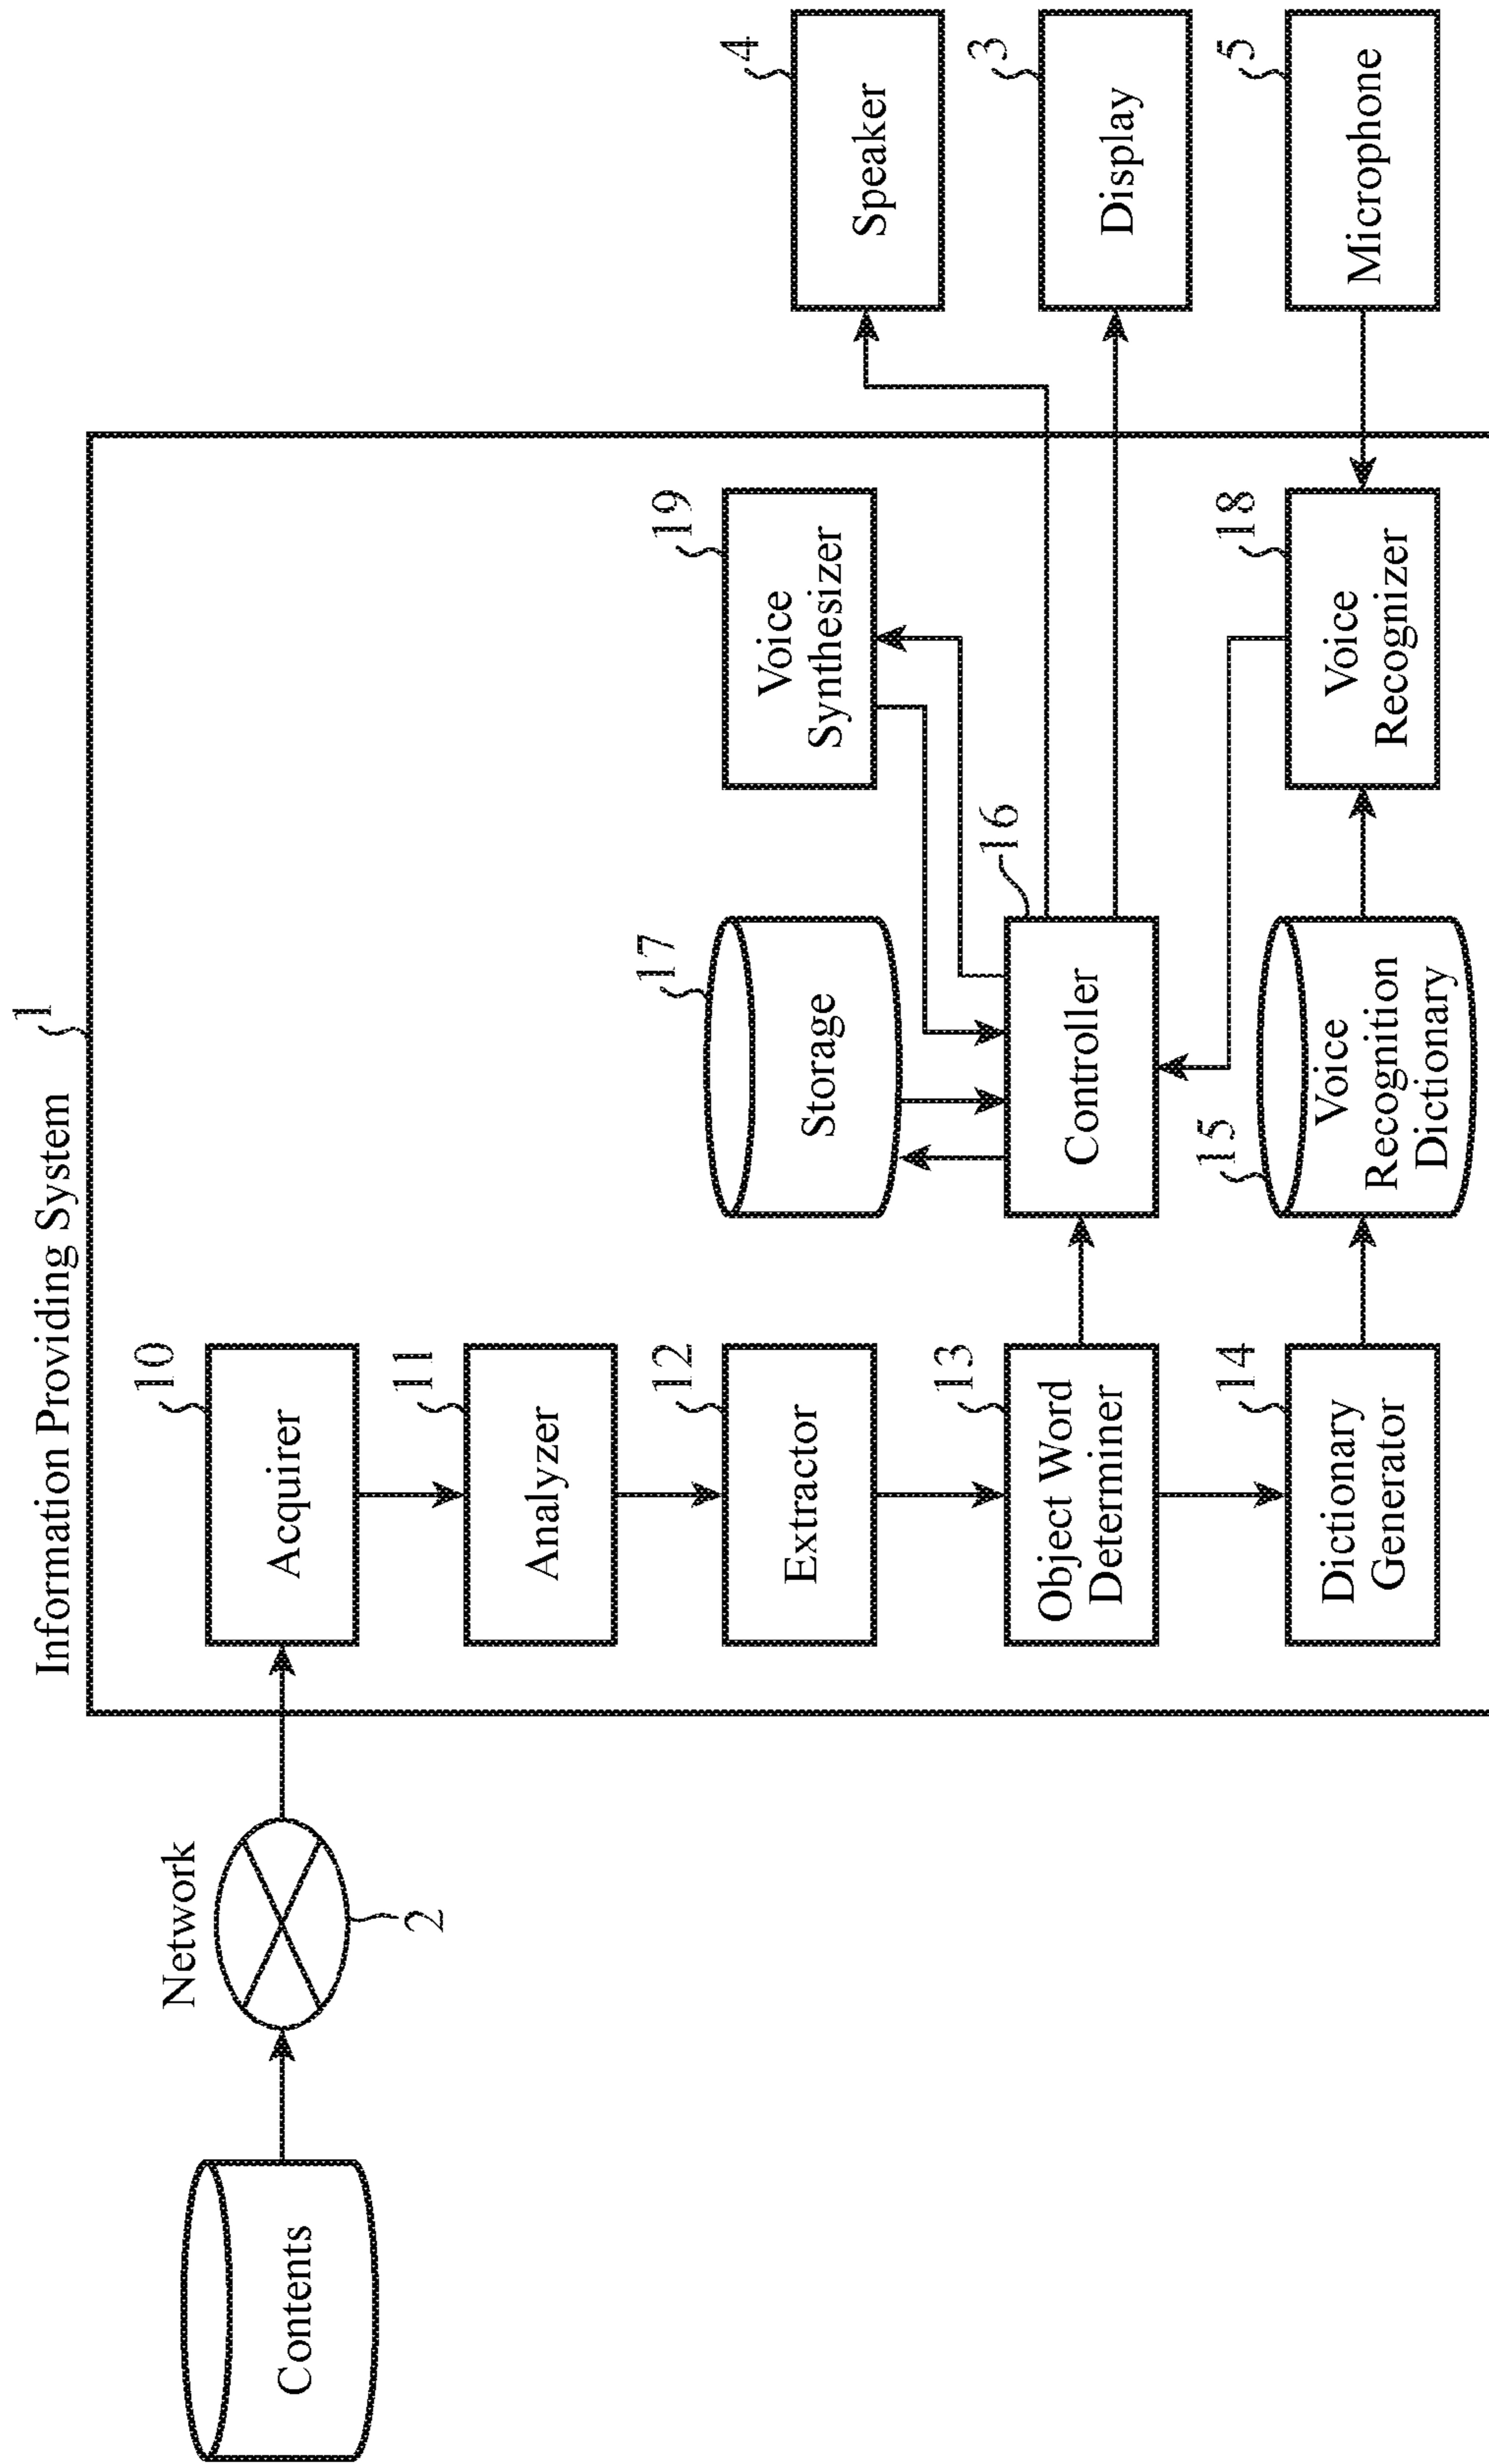 Information Providing System
1
Contents
Network
2
10
Acquirer
11
Analyzer
12
Extractor
13
Object Word
Determiner
14
Dictionary
Generator
17
Storage
16
Controller
15
Voice
Recognition
Dictionary
19
Voice
Synthesizer
18
Voice
Recognizer
4
Speaker
3
Display
5
Microphone